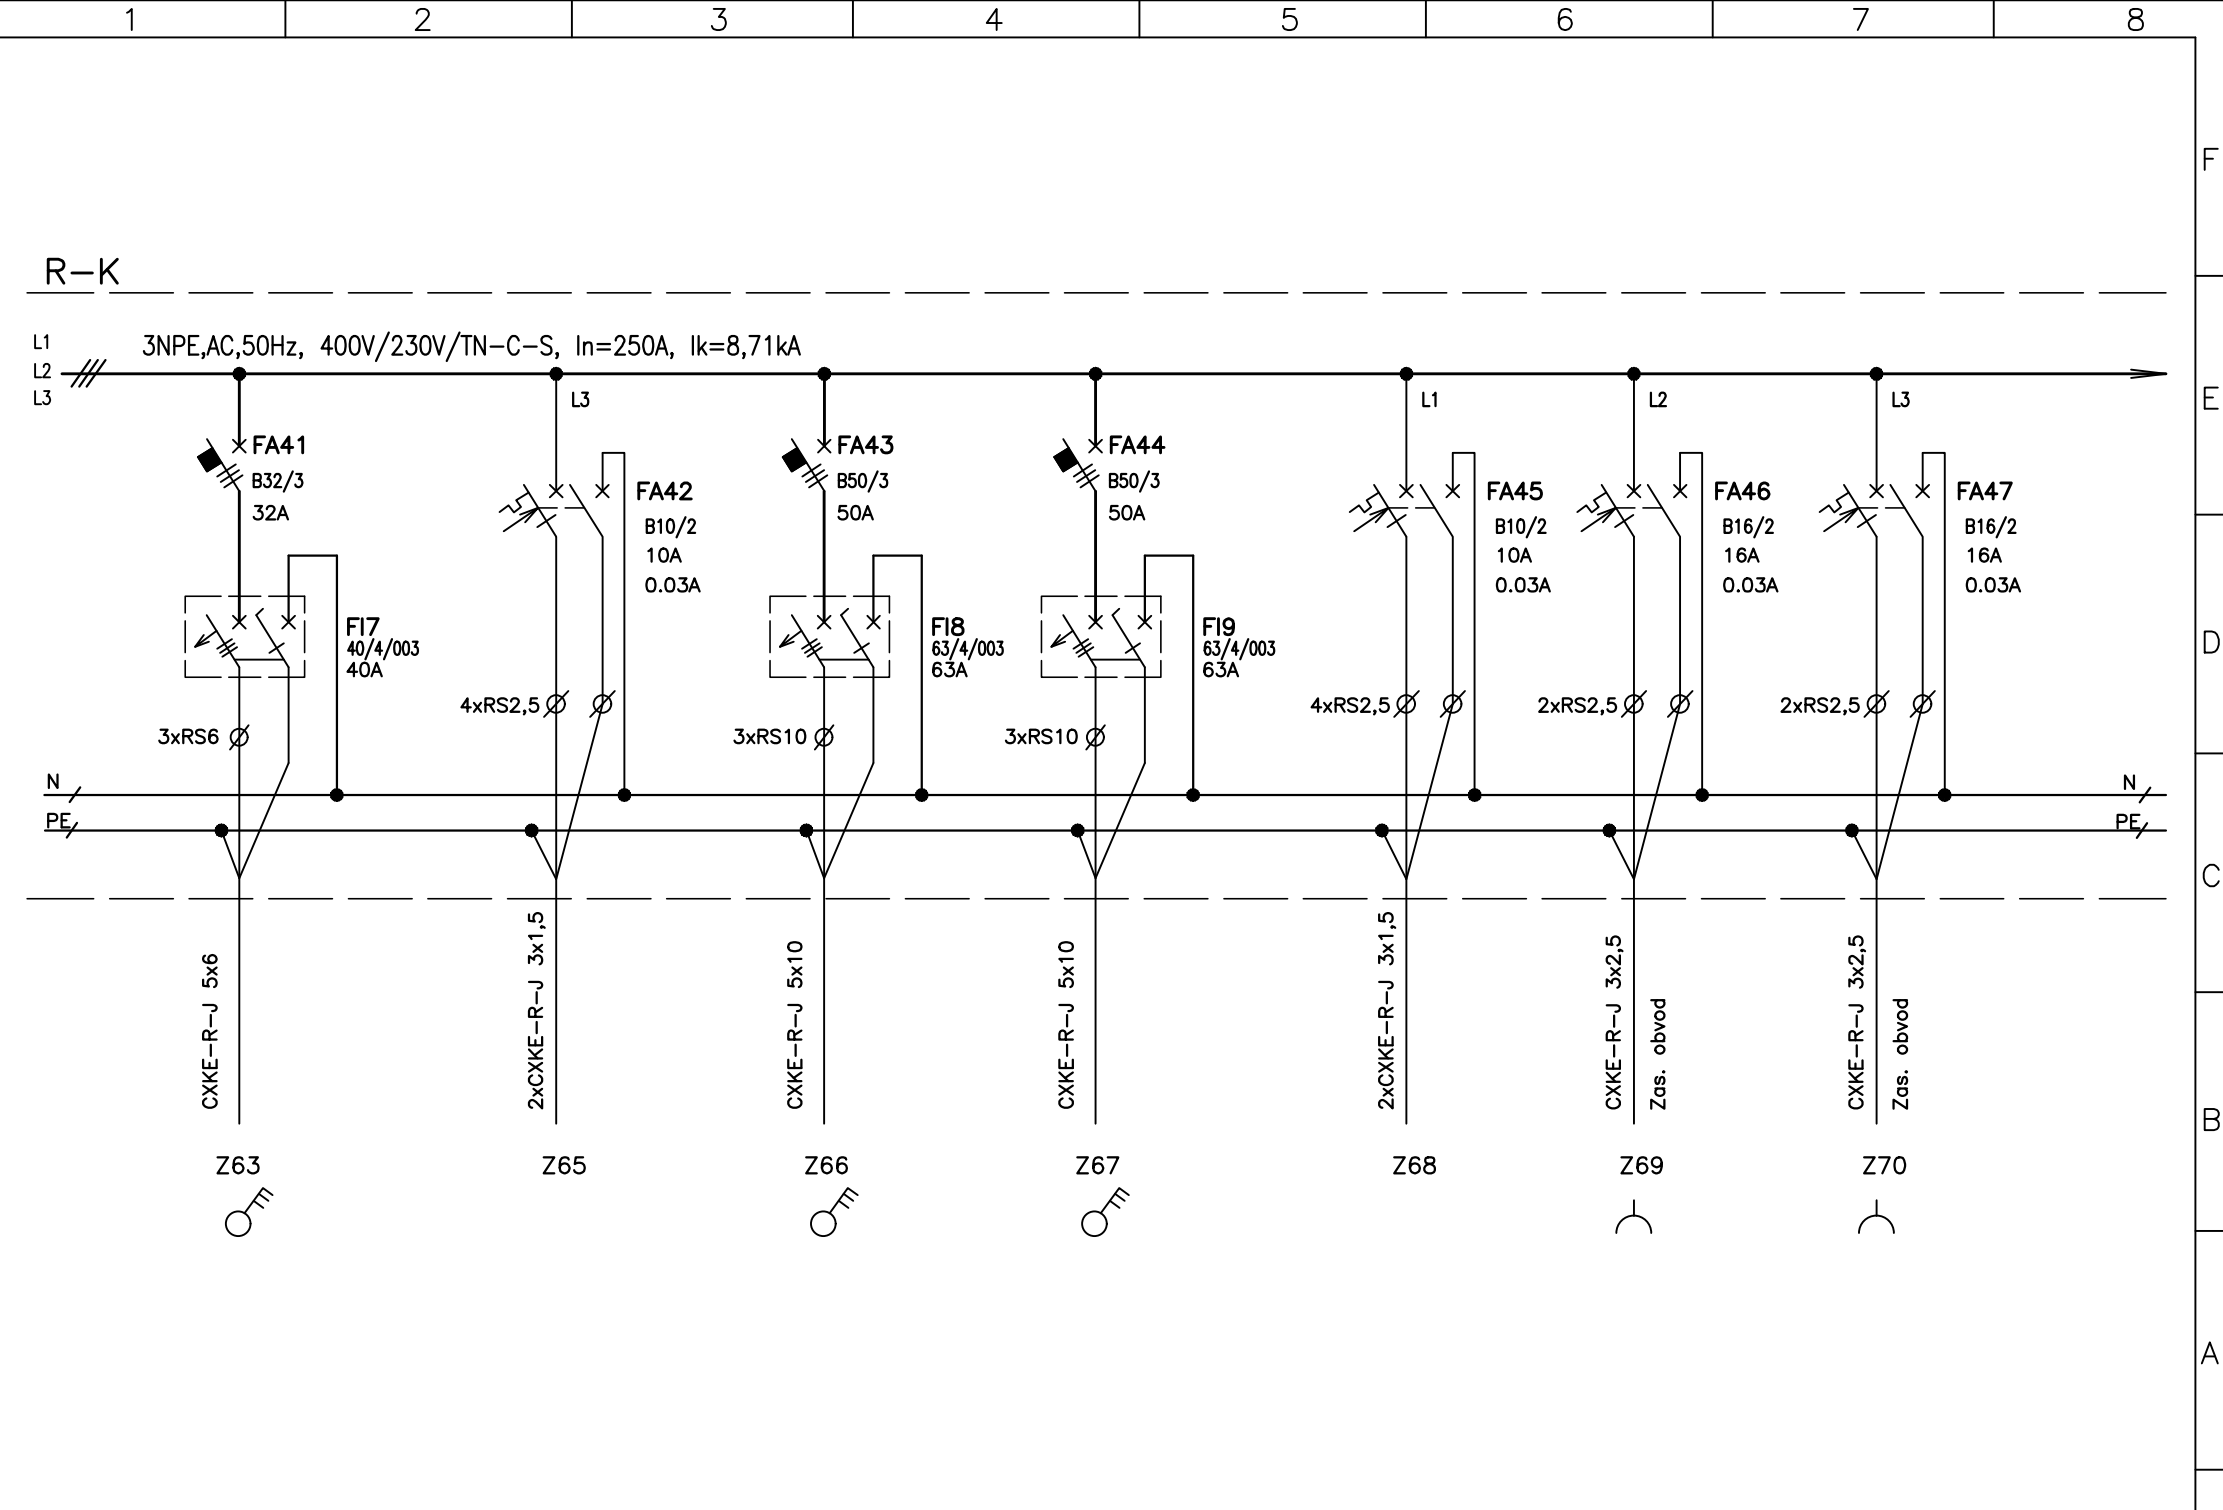 1 2 3 4 5 6 7 8
F
R-K
L1
3NPE,AC,50Hz, 400V/230V/TN-C-S, In=250A, Ik=8,71kA
L2
L3
L3 L1 L2 L3
E
FA41
B32/3
32A
FA42
B10/2
10A
0.03A
FA43
B50/3
50A
FA44
B50/3
50A
FA45
B10/2
10A
0.03A
FA46
B16/2
16A
0.03A
FA47
B16/2
16A
0.03A
FI7
40/4/003
40A
FI8
63/4/003
63A
FI9
63/4/003
63A
D
4xRS2,5 4xRS2,5 2xRS2,5 2xRS2,5
3xRS6 3xRS10 3xRS10
N N
PE PE
C
CXKE-R-J 5x6
2xCXKE-R-J 3x1,5
CXKE-R-J 5x10
CXKE-R-J 5x10
2xCXKE-R-J 3x1,5
CXKE-R-J 3x2,5
Zas. obvod
CXKE-R-J 3x2,5
Zas. obvod
B
Z63 Z65 Z66 Z67 Z68 Z69 Z70
A